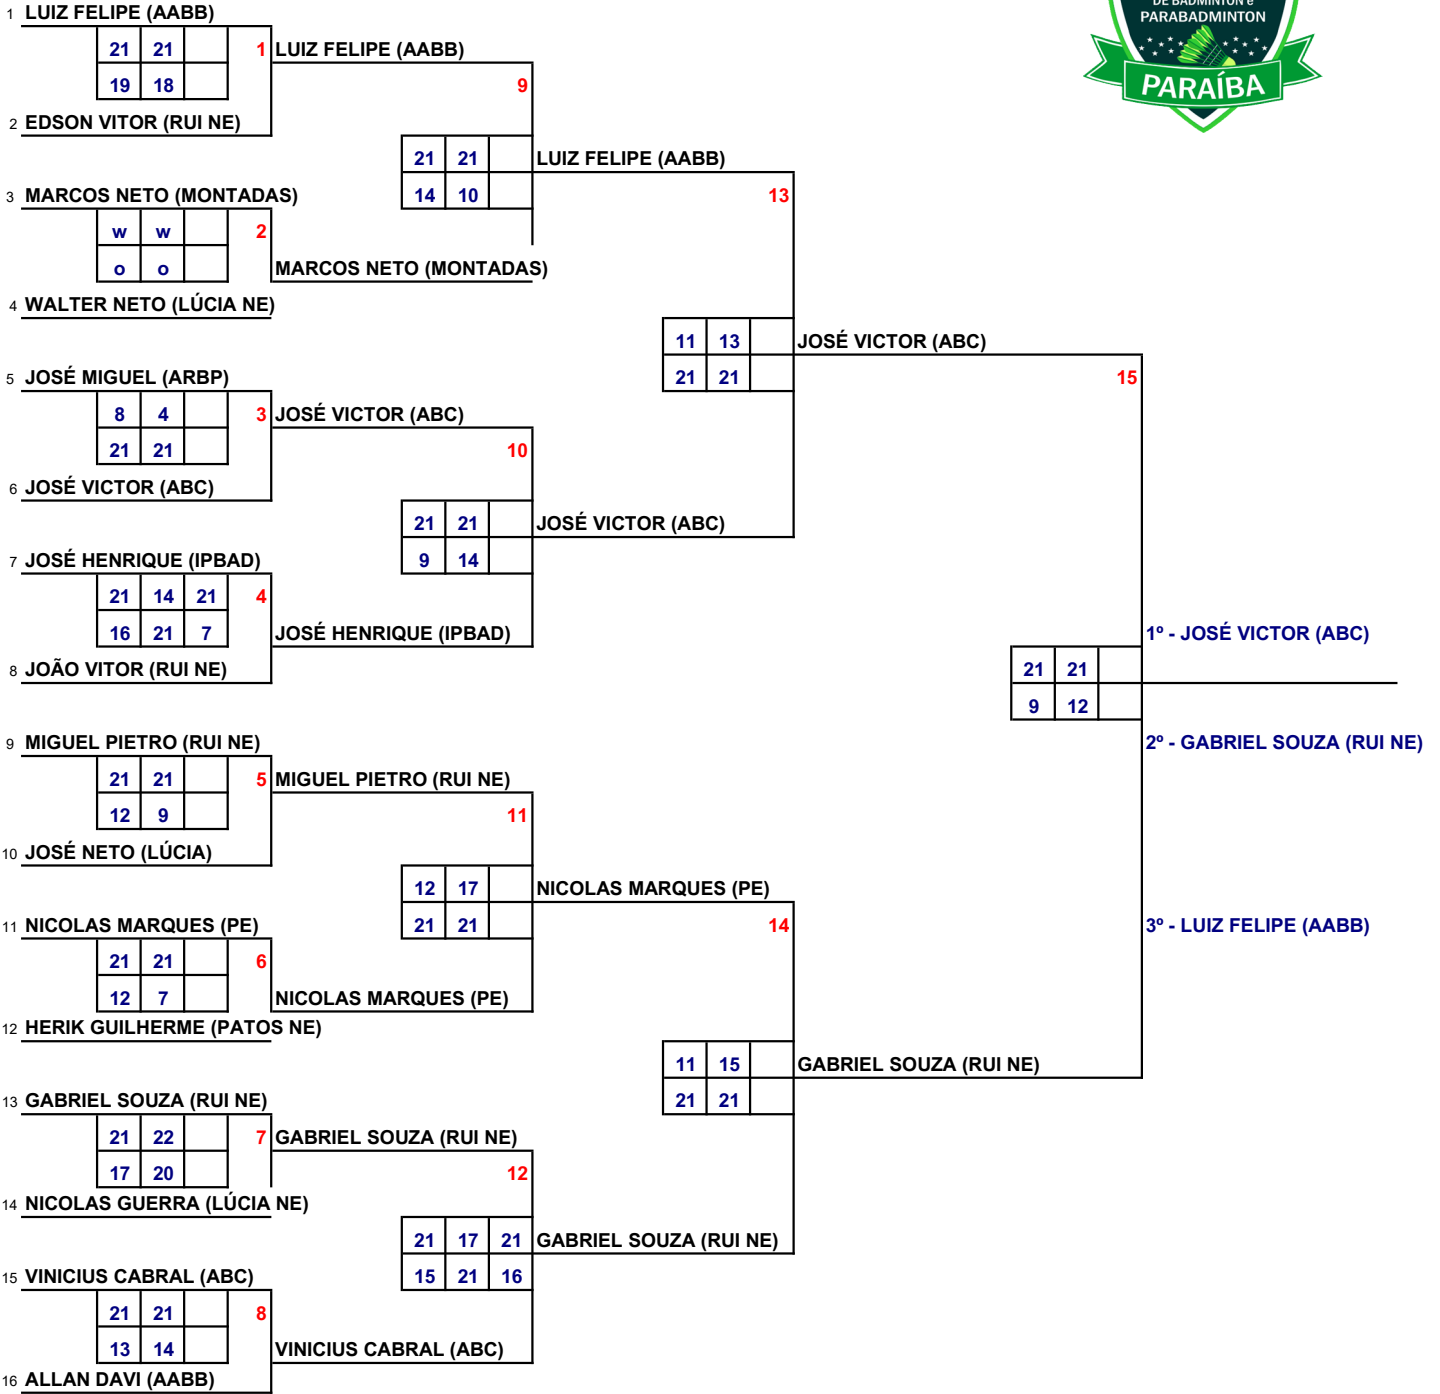 DE BADMINTON e
PARABADMINTON
PARAÍBA
1 LUIZ FELIPE (AABB)
21 21 1 LUIZ FELIPE (AABB)
19 18 9
2 EDSON VITOR (RUI NE)
21 21 LUIZ FELIPE (AABB)
3 MARCOS NETO (MONTADAS) 14 10 13
w w 2
o o MARCOS NETO (MONTADAS)
4 WALTER NETO (LÚCIA NE)
11 13 JOSÉ VICTOR (ABC)
5 JOSÉ MIGUEL (ARBP) 21 21 15
8 4 3 JOSÉ VICTOR (ABC)
21 21 10
6 JOSÉ VICTOR (ABC)
21 21 JOSÉ VICTOR (ABC)
7 JOSÉ HENRIQUE (IPBAD) 9 14
21 14 21 4
16 21 7 JOSÉ HENRIQUE (IPBAD) 1º - JOSÉ VICTOR (ABC)
8 JOÃO VITOR (RUI NE) 21 21
9 12
9 MIGUEL PIETRO (RUI NE) 2º - GABRIEL SOUZA (RUI NE)
21 21 5 MIGUEL PIETRO (RUI NE)
12 9 11
10 JOSÉ NETO (LÚCIA)
12 17 NICOLAS MARQUES (PE)
11 NICOLAS MARQUES (PE) 21 21 14 3º - LUIZ FELIPE (AABB)
21 21 6
12 7 NICOLAS MARQUES (PE)
12 HERIK GUILHERME (PATOS NE)
11 15 GABRIEL SOUZA (RUI NE)
13 GABRIEL SOUZA (RUI NE) 21 21
21 22 7 GABRIEL SOUZA (RUI NE)
17 20 12
14 NICOLAS GUERRA (LÚCIA NE)
21 17 21 GABRIEL SOUZA (RUI NE)
15 VINICIUS CABRAL (ABC) 15 21 16
21 21 8
13 14 VINICIUS CABRAL (ABC)
16 ALLAN DAVI (AABB)